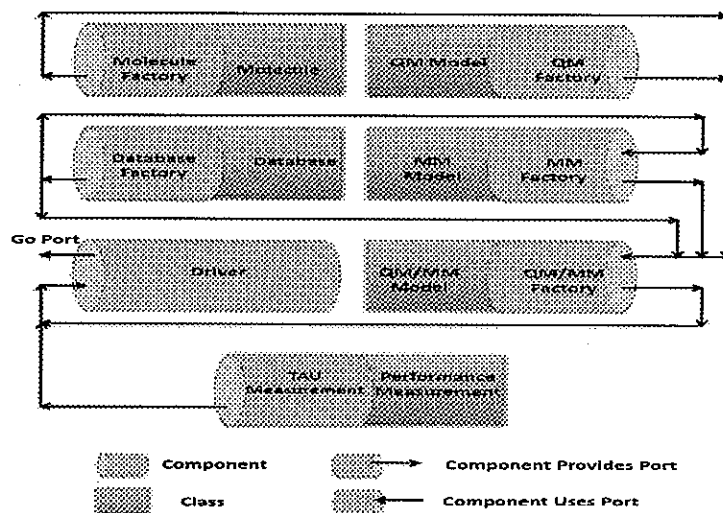 Molecule Factory Molecule QM Model QM Factory
Database Factory Database MM Model MM Factory
Go Port
Driver QM/MM Model QM/MM Factory
TAU Measurement Performance Measurement
Component Component Provides Port
Class Component Uses Port